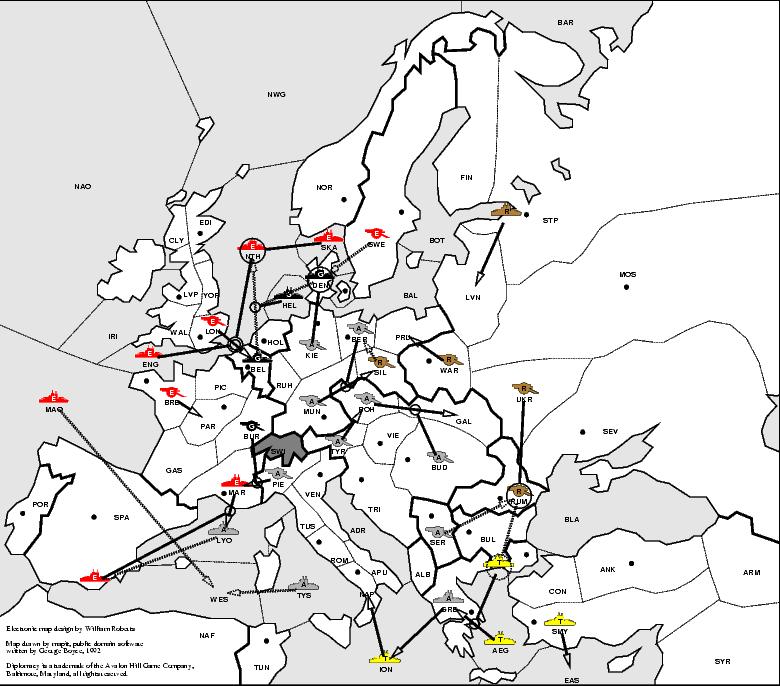 BAR
NWG
NAO
NOR
FIN
EDI
CLY
E
NTH
E
SKA
E
SWE
R
STP
BOT
MOS
G
DEN
G
HEL
BAL
LVN
LVP
YOR
IRI
WAL
E
LON
E
ENG
HOL
G
BEL
A
KIE
A
BER
PRU
R
SIL
R
WAR
RUH
PIC
E
BRE
E
MAO
PAR
A
MUN
A
BOH
GAL
R
UKR
G
BUR
SWI
A
TYR
VIE
A
BUD
SEV
GAS
E
MAR
A
PIE
VEN
R
RUM
POR
SPA
A
LYO
TUS
TRI
ADR
A
SER
BUL
BLA
ROM
APU
ALB
T
ANK
ARM
E
WES
A
TYS
NAP
A
GRE
CON
T
SMY
NAF
TUN
T
ION
T
AEG
EAS
SYR
Electronic map design by William Roberts
Map drawn by mapit, public domain software
written by George Boyce, 1992
Diplomacy is a trademark of the Avalon Hill Game Company,
Baltimore, Maryland, all rights reserved.